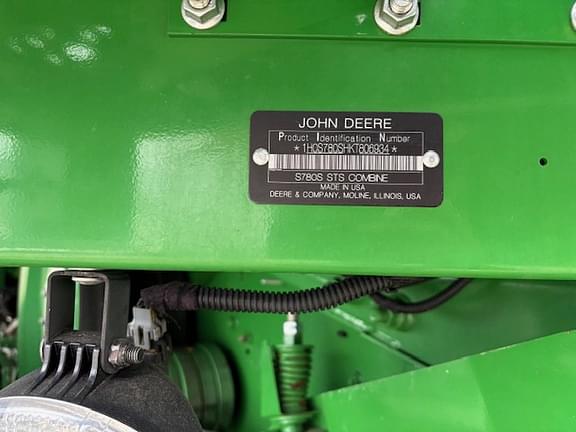 JOHN DEERE
Product Identification Number
*1H0S780SHKT806934*
S780S STS COMBINE
MADE IN USA
DEERE & COMPANY, MOLINE, ILLINOIS, USA